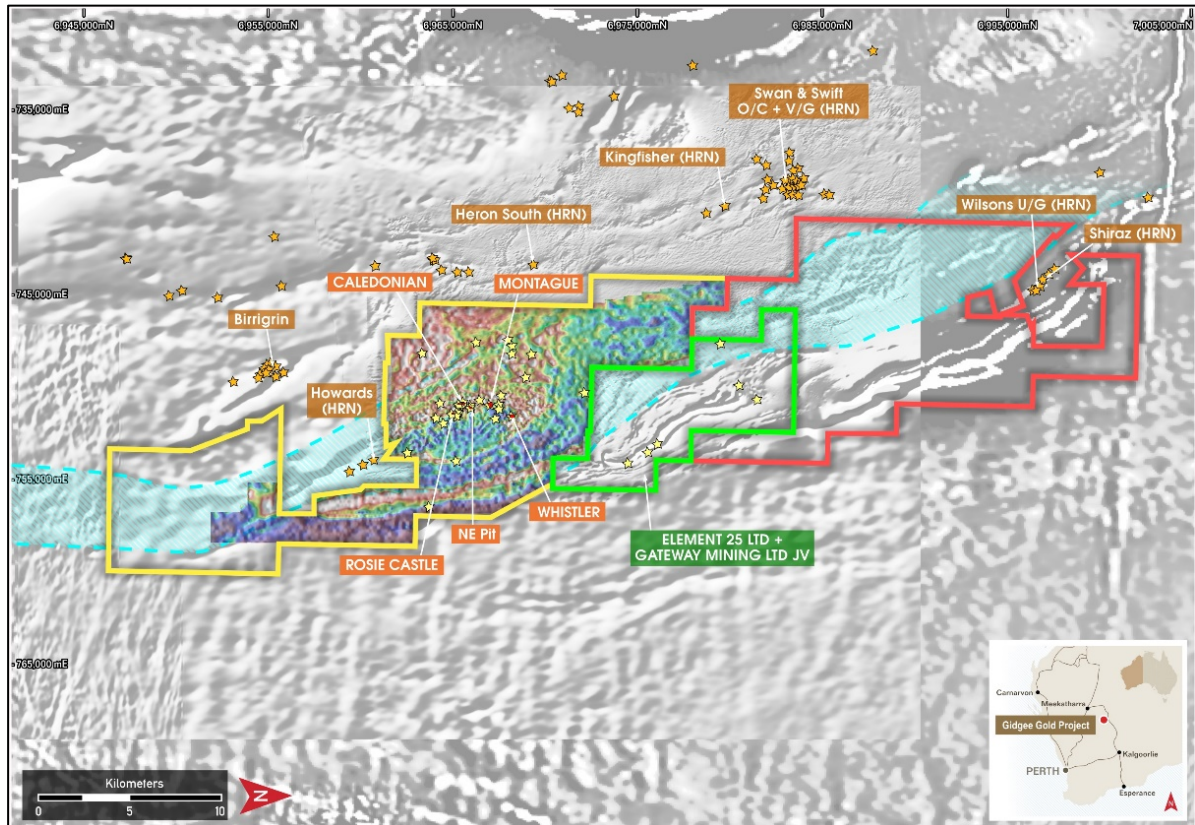 6,945,000mN
6,955,000mN
6,965,000mN
6,975,000mN
6,985,000mN
6,995,000mN
7,005,000mN
735,000 mE
Swan & Swift
O/C + V/G (HRN)
Kingfisher (HRN)
Wilsons U/G (HRN)
Heron South (HRN)
Shiraz (HRN)
CALEDONIAN
MONTAGUE
745,000 mE
Birrigrin
Howards
(HRN)
755,000 mE
WHISTLER
NE Pit
ROSIE CASTLE
ELEMENT 25 LTD +
GATEWAY MINING LTD JV
765,000 mE
Carnarvon
Meekatharra
Gidgee Gold Project
Kalgoorlie
PERTH
Esperance
N
Kilometers
0
5
10
N